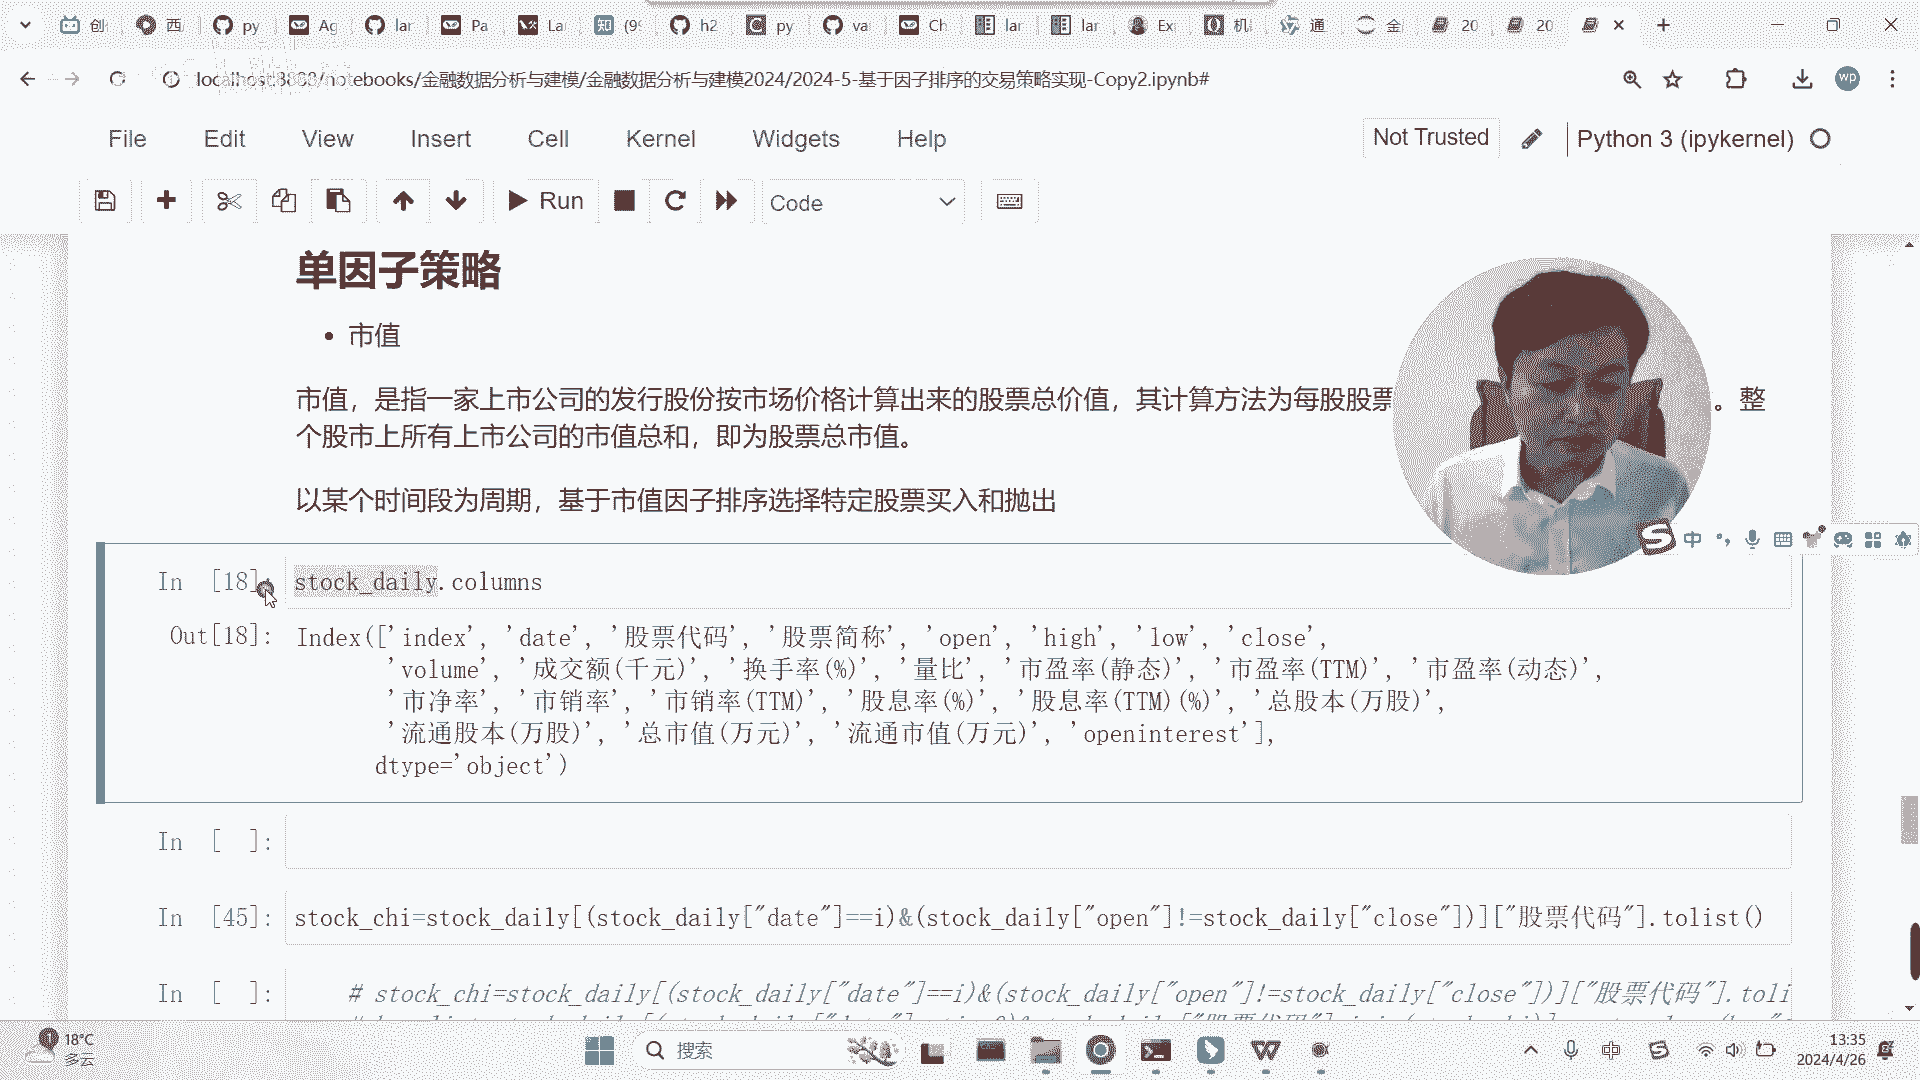 创
西
py
Ag
lar
Pa
La
知
(9
h2
py
va
Ch
lar
lar
Ex
机
通
金
20
20
localhost:8888/notebooks/金融数据分析与建模/金融数据分析与建模2024/2024-5-基于因子排序的交易策略实现-Copy2.ipynb#
wp
File Edit View Insert Cell Kernel Widgets Help
Not Trusted
Python 3 (ipykernel)
Run
Code
单因子策略
市值
市值，是指一家上市公司的发行股份按市场价格计算出来的股票总价值，其计算方法为每股股票
。整
个股市上所有上市公司的市值总和，即为股票总市值。
以某个时间段为周期，基于市值因子排序选择特定股票买入和抛出
中
In [18]: stock_daily.columns
Out[18]: Index(['index', 'date', '股票代码', '股票简称', 'open', 'high', 'low', 'close',
'volume', '成交额(千元)', '换手率(%)', '量比', '市盈率(静态)', '市盈率(TTM)', '市盈率(动态)',
'市净率', '市销率', '市销率(TTM)', '股息率(%)', '股息率(TTM)(%)', '总股本(万股)',
'流通股本(万股)', '总市值(万元)', '流通市值(万元)', 'openinterest'],
dtype='object')
In [ ]:
In [45]: stock_chi=stock_daily[(stock_daily["date"]==i)&(stock_daily["open"]!=stock_daily["close"])]["股票代码"].tolist()
In [ ]: # stock_chi=stock_daily[(stock_daily["date"]==i)&(stock_daily["open"]!=stock_daily["close"])]["股票代码"].toli
18°C
多云
搜索
中
13:35
2024/4/26